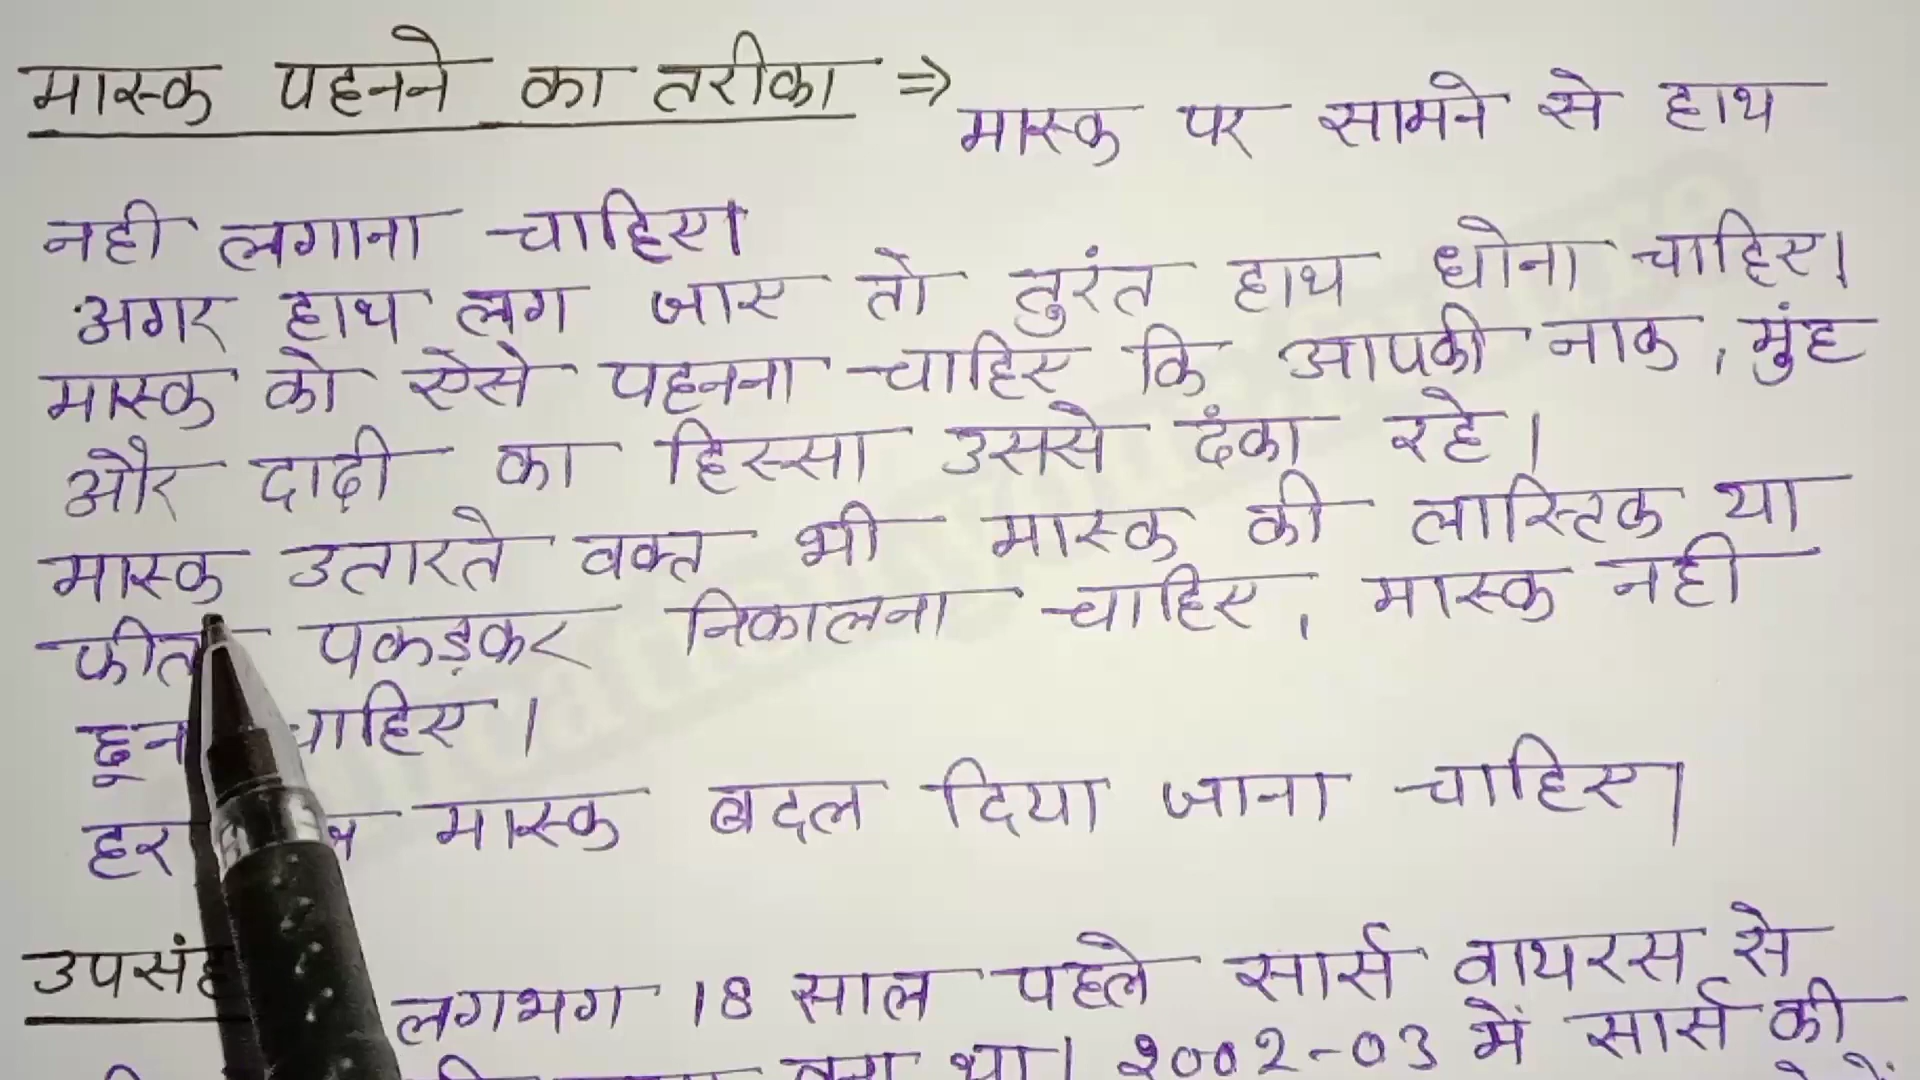 मास्क पहनने का तरीका ⇒ मास्क पर सामने से हाथ
नही लगाना चाहिए।
अगर हाथ लग जाए तो तुरंत हाथ धोना चाहिए।
मास्क को ऐसे पहनना चाहिए कि आपकी नाक, मुंह
और दाढ़ी का हिस्सा उससे ढंका रहे।
मास्क उतारते वक्त भी मास्क की लास्टिक या
पकड़कर निकालना चाहिए, मास्क नही
हर मास्क बदल दिया जाना चाहिए।
लगभग 18 साल पहले सार्स वायरस से
था। 2002-03 में सार्स की